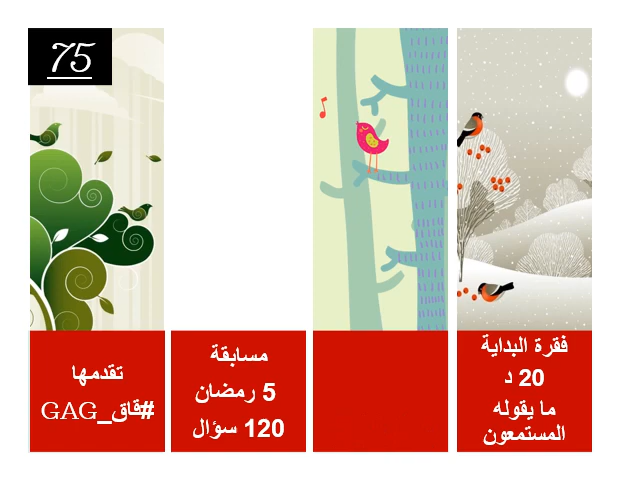 75
فقرة البداية
20 د
ما يقوله
المستمعون
مسابقة
5 رمضان
120 سؤال
تقدمها
#قاق_GAG